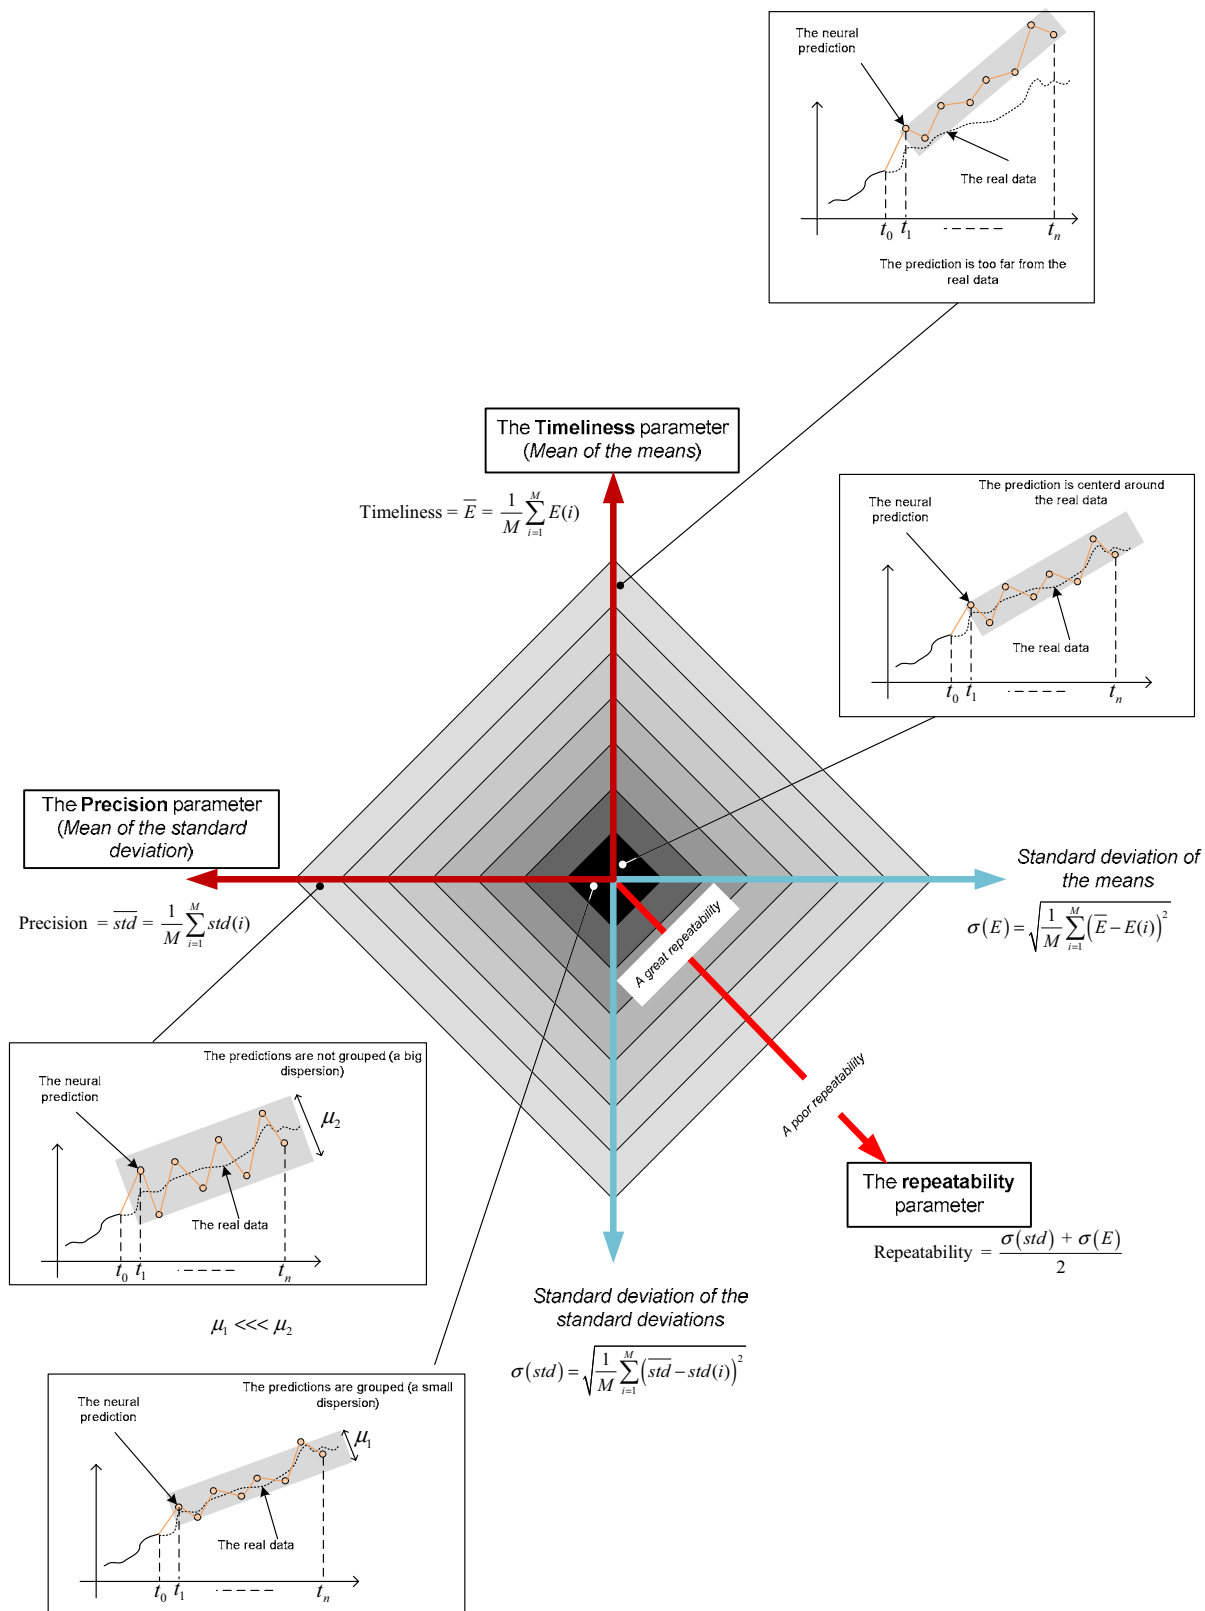 The neural
prediction
The real data
t₀ t₁ tₙ
The prediction is too far from the
real data
The Timeliness parameter
(Mean of the means)
Timeliness = E̅ = 1/M ∑_{i=1}^{M} E(i)
The prediction is centerd around
the real data
The neural
prediction
The real data
t₀ t₁ tₙ
The Precision parameter
(Mean of the standard
deviation)
Precision = \overline{std} = 1/M ∑_{i=1}^{M} std(i)
Standard deviation of
the means
σ(E) = √(1/M ∑_{i=1}^{M} (E̅ − E(i))²)
A great repeatability
A poor repeatability
The repeatability
parameter
Repeatability = (σ(std) + σ(E))/2
The predictions are not grouped (a big
dispersion)
The neural
prediction
μ₂
The real data
t₀ t₁ tₙ
μ₁ <<< μ₂
Standard deviation of the
standard deviations
σ(std) = √(1/M ∑_{i=1}^{M} (\overline{std} − std(i))²)
The predictions are grouped (a small
dispersion)
The neural
prediction
μ₁
The real data
t₀ t₁ tₙ